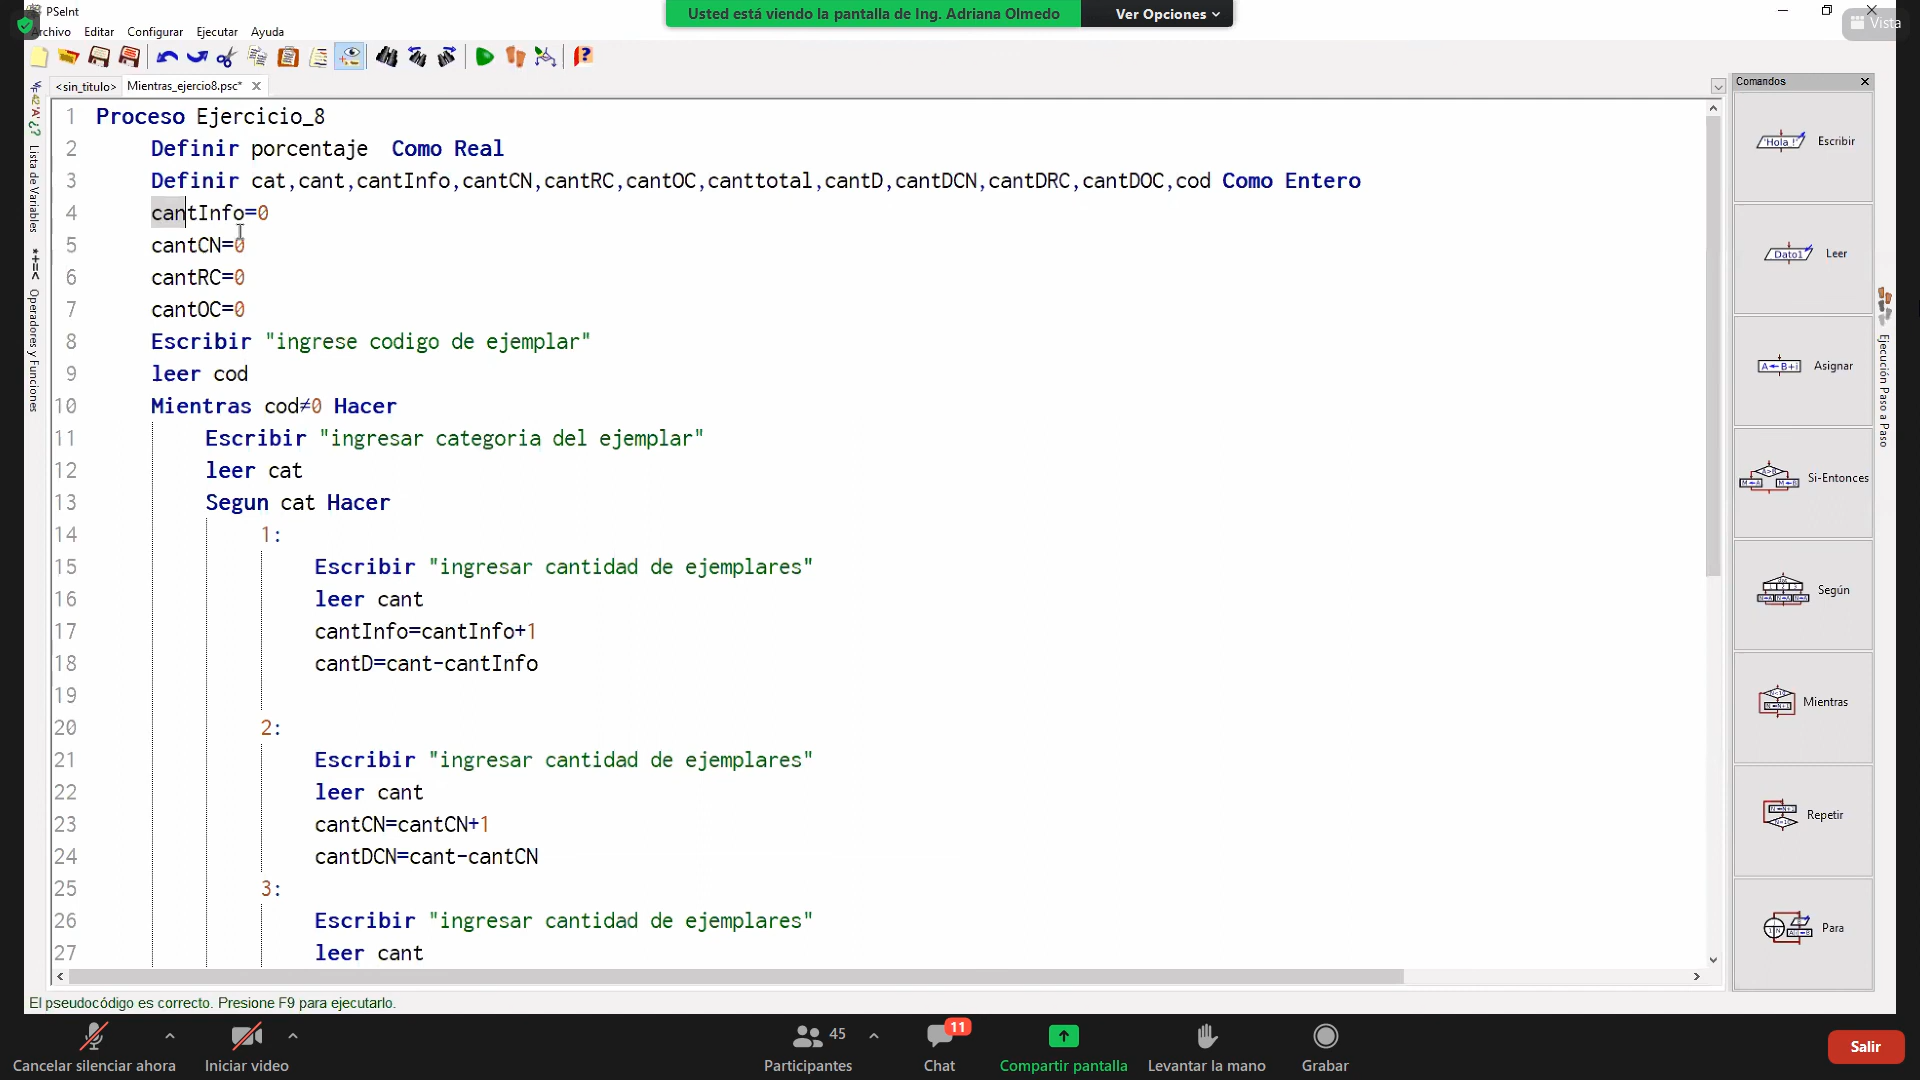 PSeInt
Usted está viendo la pantalla de Ing. Adriana Olmedo
Ver Opciones
Vista
Archivo Editar Configurar Ejecutar Ayuda
<sin_titulo> Mientras_ejercio8.psc*
Comandos
1 Proceso Ejercicio_8
2 Definir porcentaje Como Real
3 Definir cat,cant,cantInfo,cantCN,cantRC,cantOC,canttotal,cantD,cantDCN,cantDRC,cantDOC,cod Como Entero
4 cantInfo=0
5 cantCN=0
6 cantRC=0
7 cantOC=0
8 Escribir "ingrese codigo de ejemplar"
9 leer cod
10 Mientras cod≠0 Hacer
11 Escribir "ingresar categoria del ejemplar"
12 leer cat
13 Segun cat Hacer
14 1:
15 Escribir "ingresar cantidad de ejemplares"
16 leer cant
17 cantInfo=cantInfo+1
18 cantD=cant-cantInfo
19
20 2:
21 Escribir "ingresar cantidad de ejemplares"
22 leer cant
23 cantCN=cantCN+1
24 cantDCN=cant-cantCN
25 3:
26 Escribir "ingresar cantidad de ejemplares"
27 leer cant
Lista de Variables
Operadores y Funciones
'Hola !' Escribir
Dato1 Leer
A←B+i Asignar
Si-Entonces
Según
Mientras
Repetir
Para
Ejecución Paso a Paso
El pseudocódigo es correcto. Presione F9 para ejecutarlo.
Cancelar silenciar ahora
Iniciar video
45
Participantes
11
Chat
Compartir pantalla
Levantar la mano
Grabar
Salir